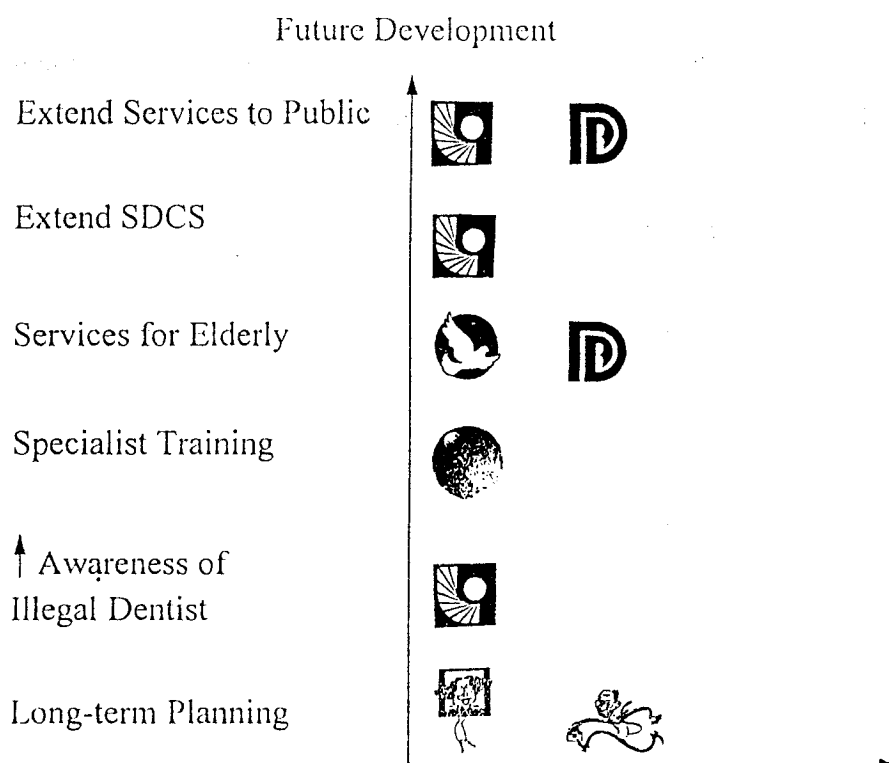 Future Development
Extend Services to Public
Extend SDCS
Services for Elderly
Specialist Training
↑ Awareness of
Illegal Dentist
Long-term Planning